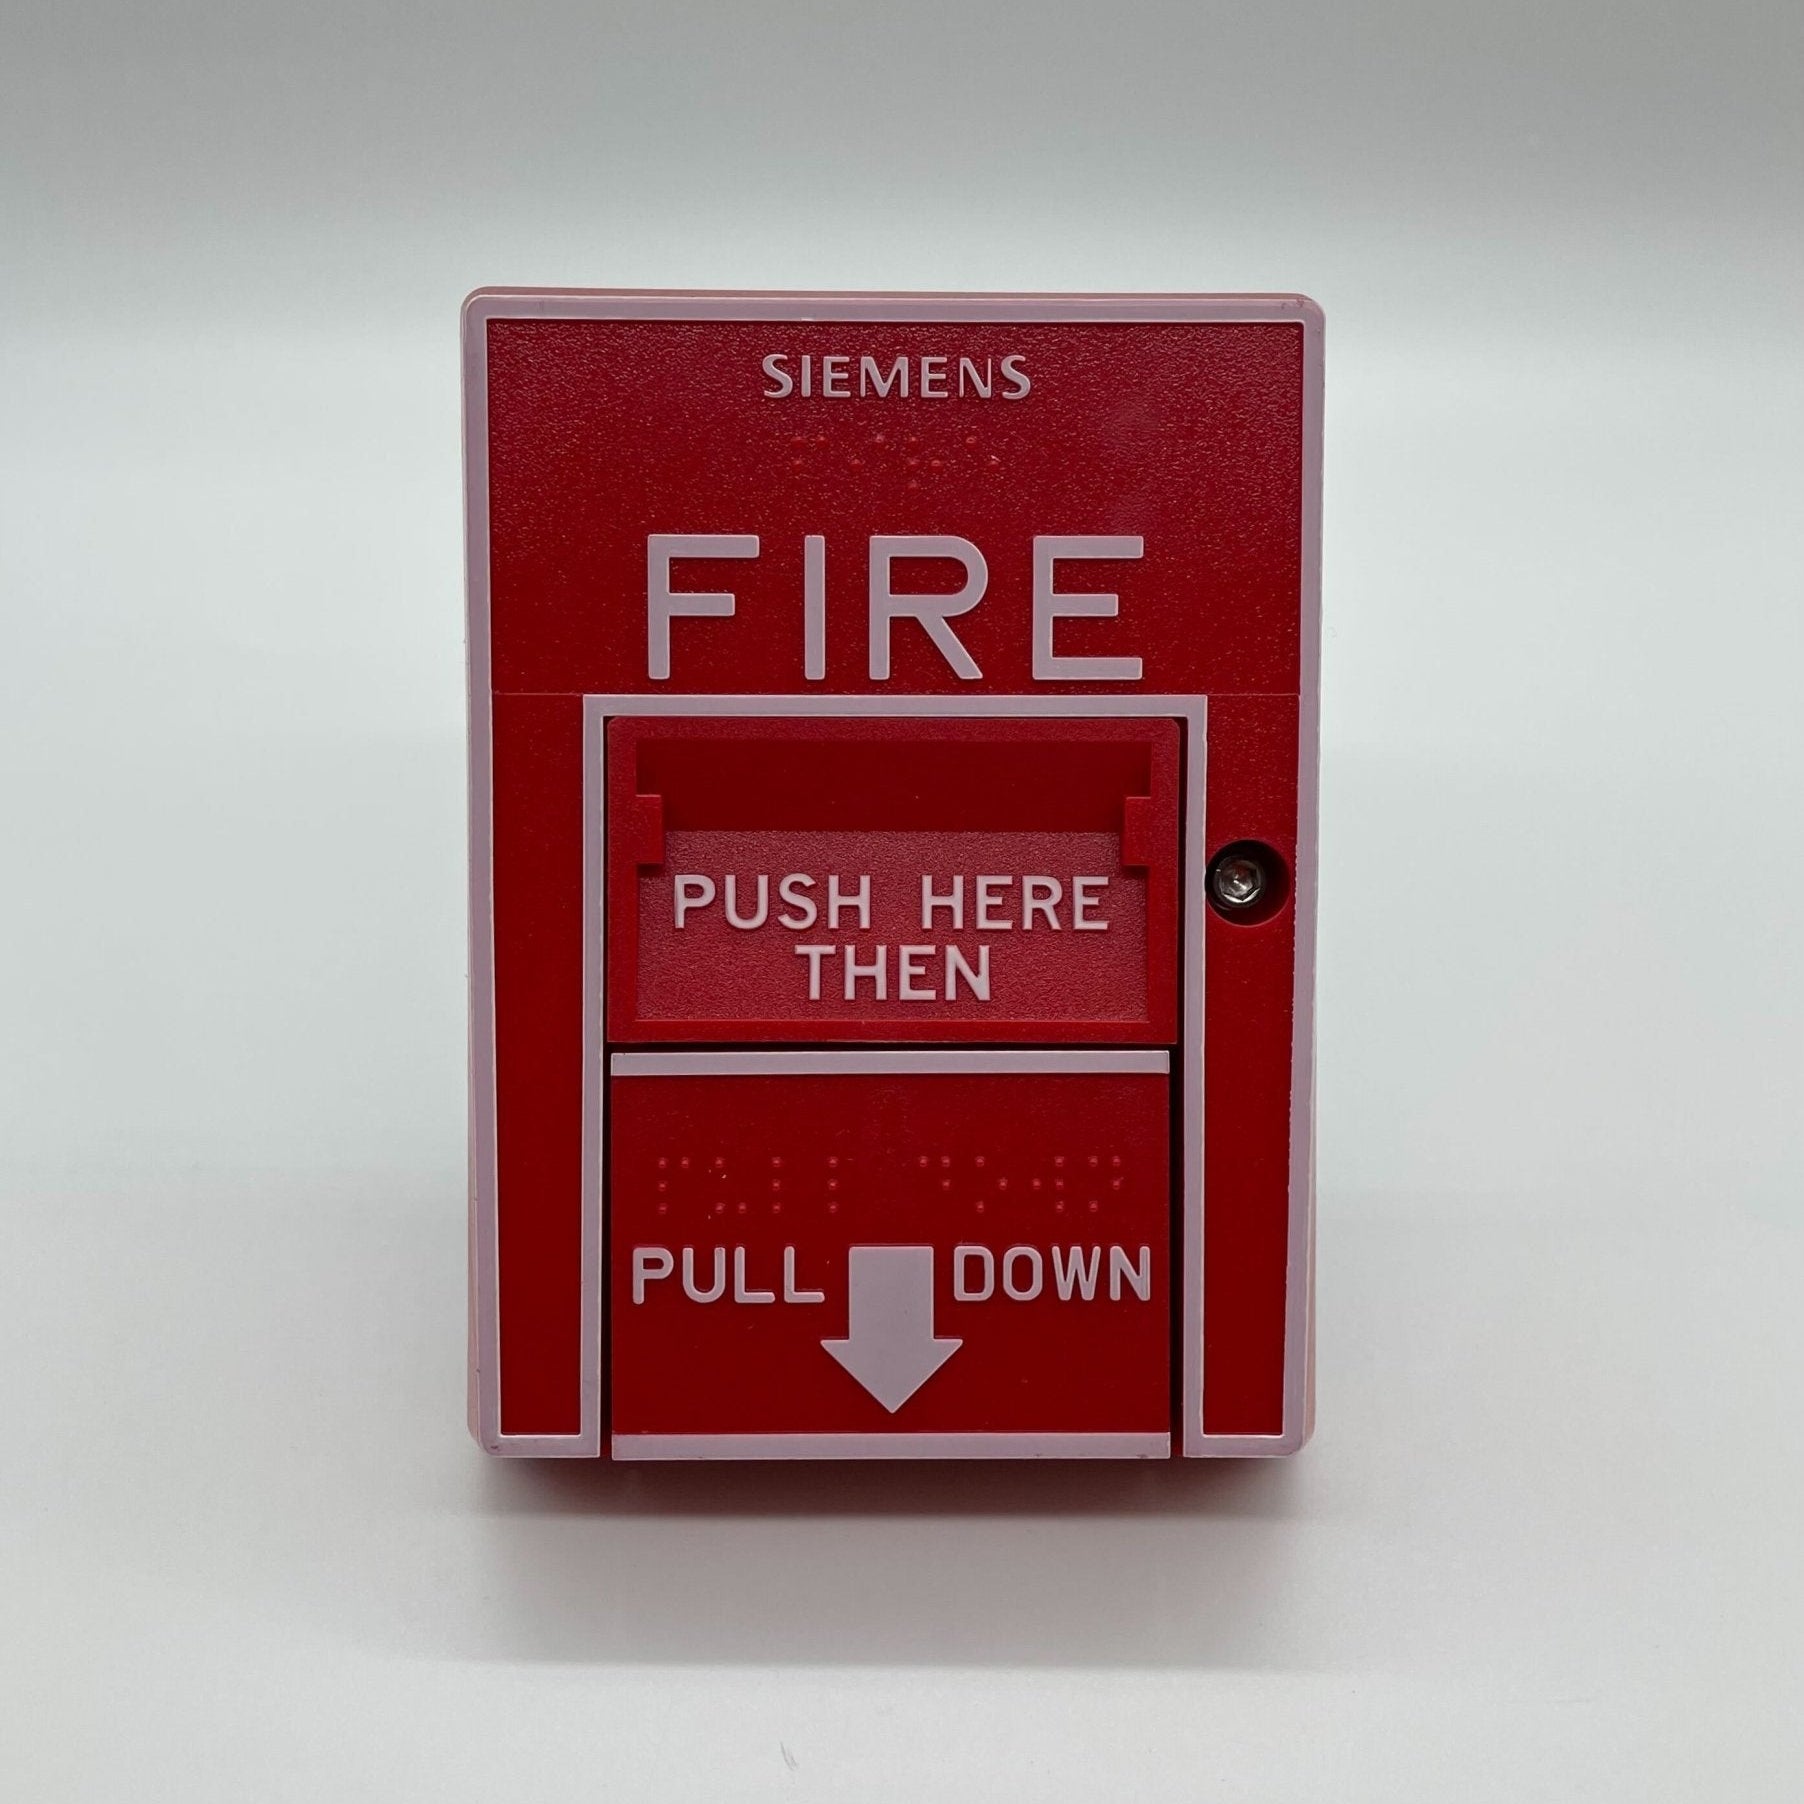 SIEMENS
FIRE
PUSH HERE
THEN
PULL DOWN